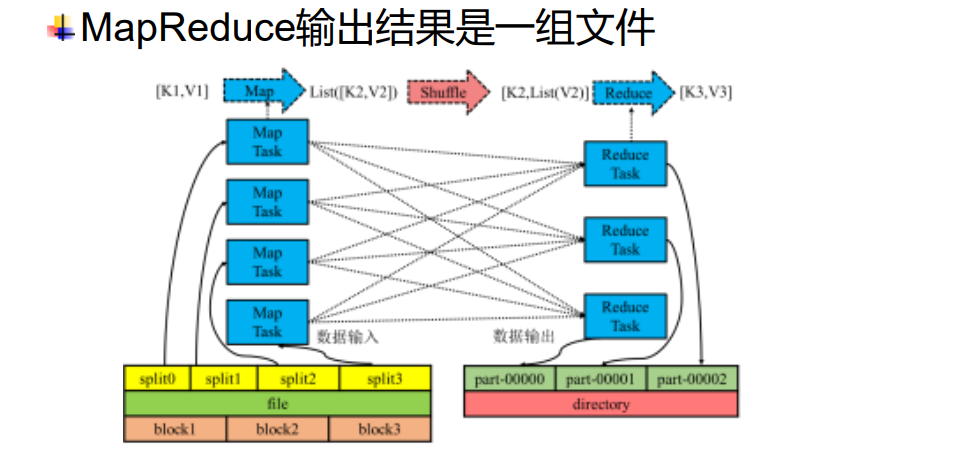 MapReduce输出结果是一组文件
[K1,V1] Map List([K2,V2]) Shuffle [K2,List(V2)] Reduce [K3,V3]
Map
Task
Map
Task
Map
Task
Map
Task
Reduce
Task
Reduce
Task
Reduce
Task
数据输入
数据输出
split0 split1 split2 split3
file
block1 block2 block3
part-00000 part-00001 part-00002
directory